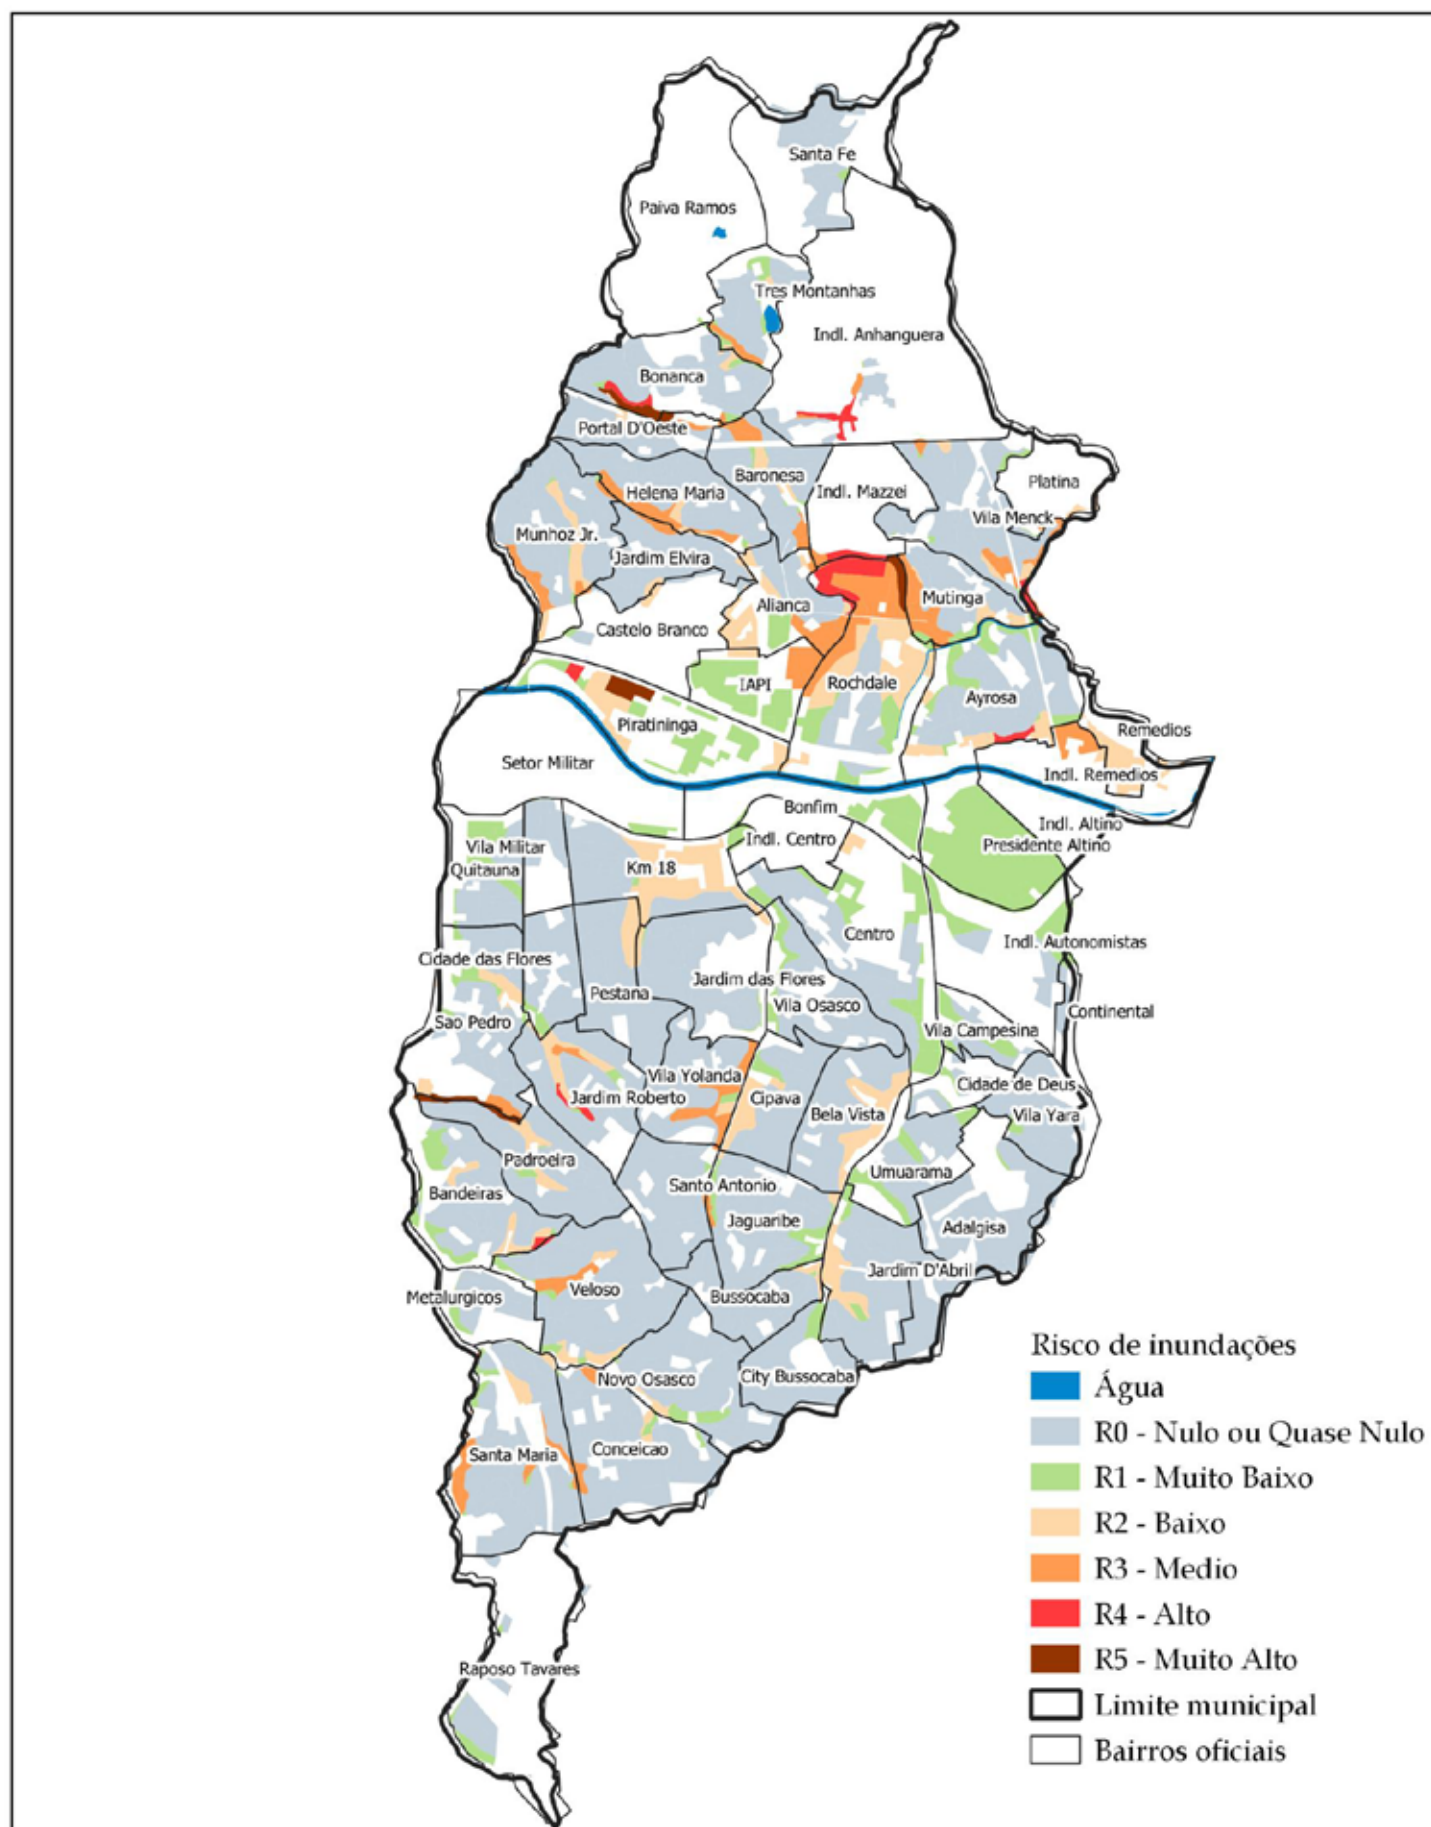 Santa Fe
Paiva Ramos
Tres Montanhas
Indl. Anhanguera
Bonanca
Portal D'Oeste
Baronesa
Helena Maria
Indl. Mazzei
Platina
Vila Menck
Munhoz Jr.
Jardim Elvira
Mutinga
Alianca
Castelo Branco
IAPI
Rochdale
Ayrosa
Piratininga
Remedios
Setor Militar
Indl. Remedios
Bonfim
Indl. Altino
Indl. Centro
Presidente Altino
Vila Militar
Quitauna
Km 18
Centro
Indl. Autonomistas
Cidade das Flores
Jardim das Flores
Pestana
Vila Osasco
Continental
Sao Pedro
Vila Campesina
Vila Yolanda
Cidade de Deus
Jardim Roberto
Cipava
Bela Vista
Vila Yara
Padroeira
Umuarama
Bandeiras
Santo Antonio
Jaguaribe
Adalgisa
Jardim D'Abril
Metalurgicos
Veloso
Bussocaba
Novo Osasco
City Bussocaba
Santa Maria
Conceicao
Raposo Tavares
Risco de inundações
Água
R0 - Nulo ou Quase Nulo
R1 - Muito Baixo
R2 - Baixo
R3 - Medio
R4 - Alto
R5 - Muito Alto
Limite municipal
Bairros oficiais